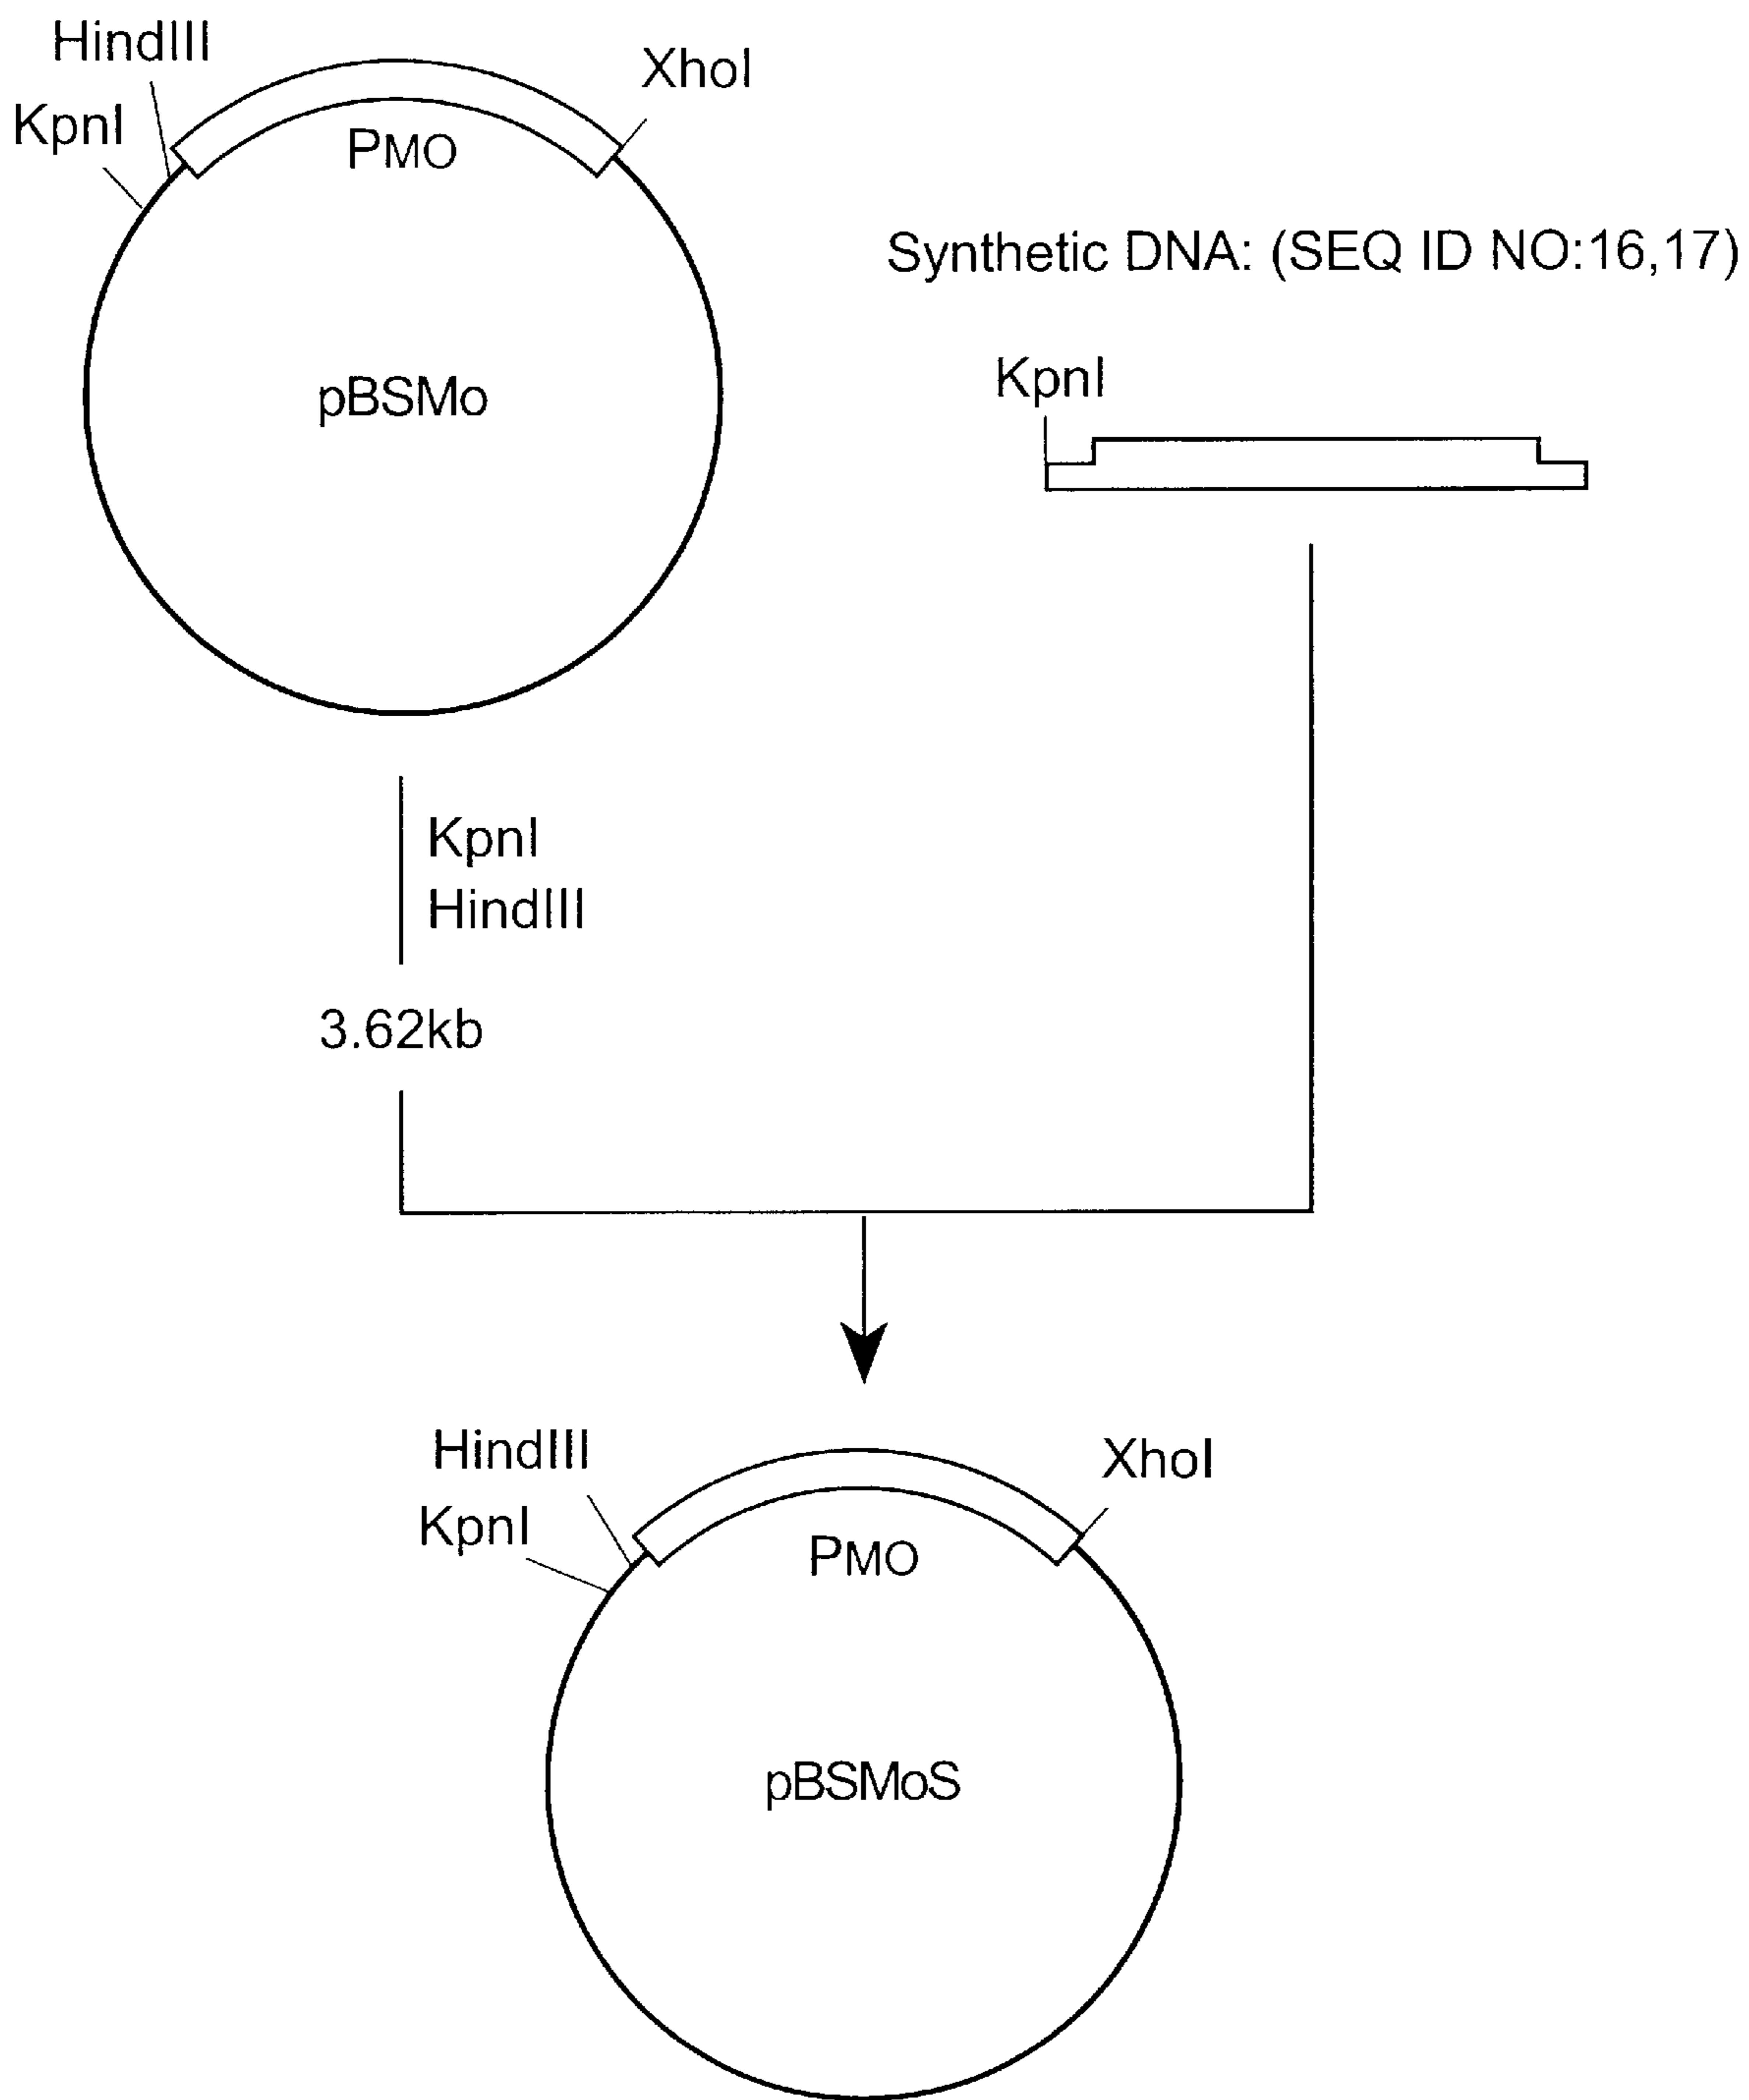 HindIII
XhoI
KpnI
PMO
Synthetic DNA: (SEQ ID NO:16,17)
KpnI
pBSMo
KpnI
HindIII
3.62kb
HindIII
XhoI
KpnI
PMO
pBSMoS